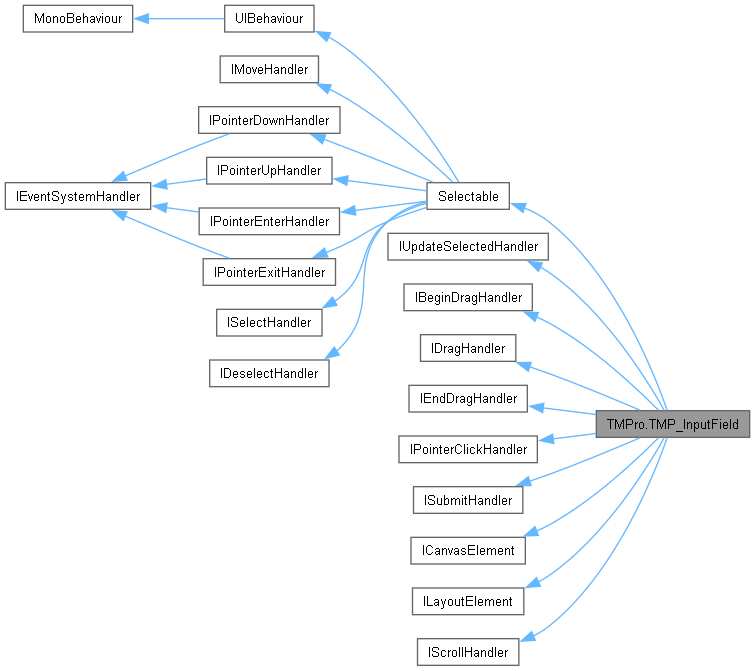 MonoBehaviour
UIBehaviour
IMoveHandler
IPointerDownHandler
IPointerUpHandler
IEventSystemHandler
Selectable
IPointerEnterHandler
IUpdateSelectedHandler
IPointerExitHandler
IBeginDragHandler
ISelectHandler
IDragHandler
IDeselectHandler
IEndDragHandler
TMPro.TMP_InputField
IPointerClickHandler
ISubmitHandler
ICanvasElement
ILayoutElement
IScrollHandler